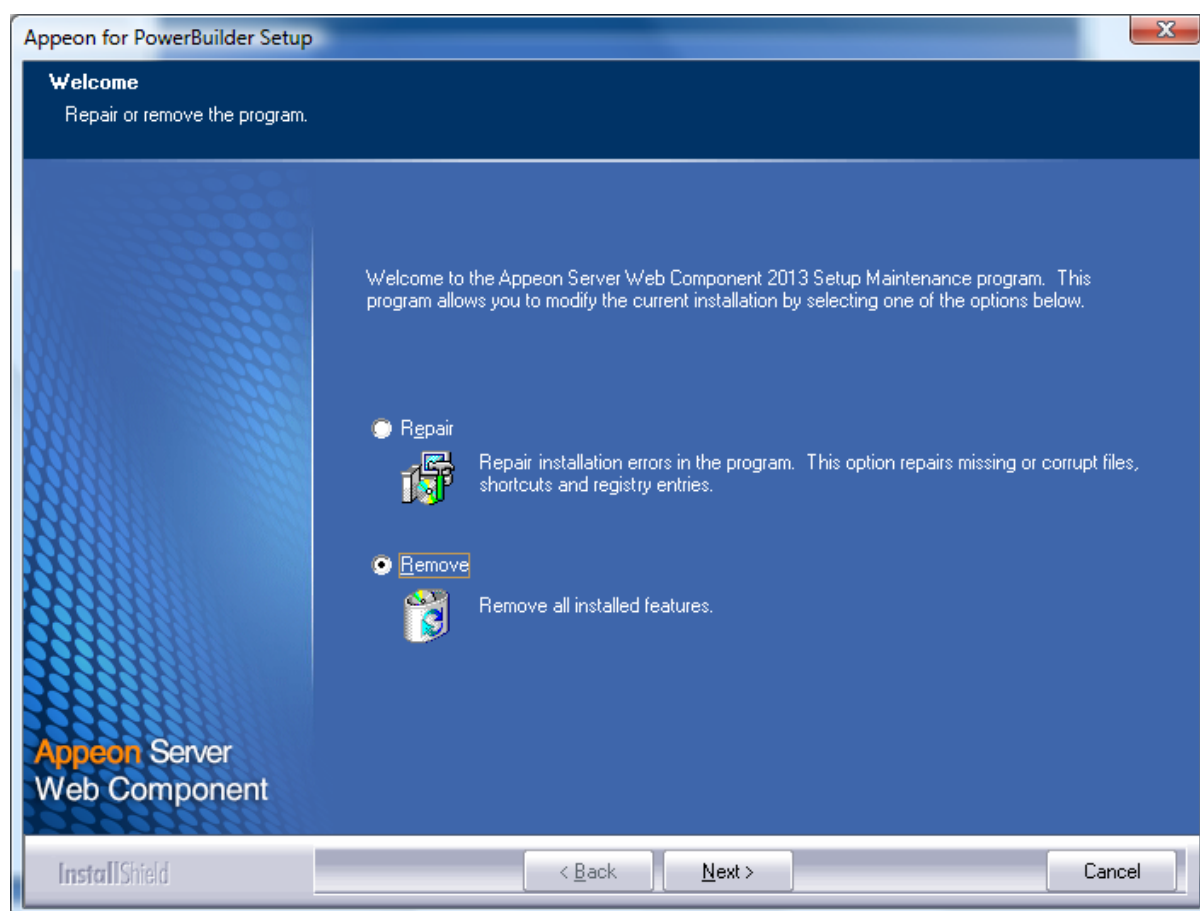 Appeon for PowerBuilder Setup
Welcome
Repair or remove the program.
Welcome to the Appeon Server Web Component 2013 Setup Maintenance program.  This
program allows you to modify the current installation by selecting one of the options below.
Repair
Repair installation errors in the program.  This option repairs missing or corrupt files,
shortcuts and registry entries.
Remove
Remove all installed features.
Appeon Server
Web Component
InstallShield
< Back
Next >
Cancel